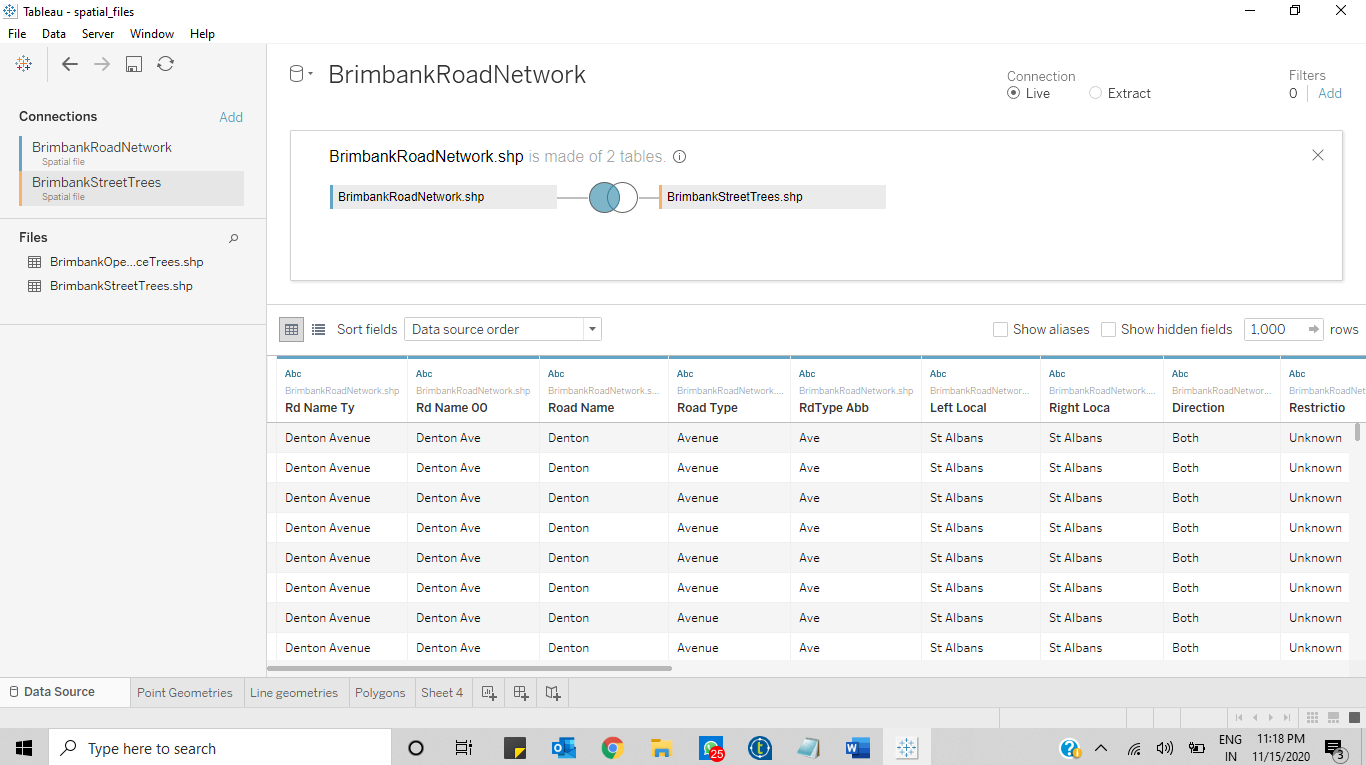 Tableau - spatial_files
File Data Server Window Help
Connections Add
BrimbankRoadNetwork
Spatial file
BrimbankStreetTrees
Spatial file
Files
BrimbankOpe...ceTrees.shp
BrimbankStreetTrees.shp
BrimbankRoadNetwork
Connection
Live Extract
Filters
0 Add
BrimbankRoadNetwork.shp is made of 2 tables.
BrimbankRoadNetwork.shp BrimbankStreetTrees.shp
Sort fields Data source order Show aliases Show hidden fields 1,000 rows
Abc Abc Abc Abc Abc Abc Abc Abc Abc
BrimbankRoadNetwork.shp BrimbankRoadNetwork.shp BrimbankRoadNetwork.s... BrimbankRoadNetwork.... BrimbankRoadNetwork.shp BrimbankRoadNetwor... BrimbankRoadNetwork.... BrimbankRoadNetwor... BrimbankRoadNet
Rd Name Ty Rd Name 00 Road Name Road Type RdType Abb Left Local Right Loca Direction Restrictio
Denton Avenue Denton Ave Denton Avenue Ave St Albans St Albans Both Unknown
Denton Avenue Denton Ave Denton Avenue Ave St Albans St Albans Both Unknown
Denton Avenue Denton Ave Denton Avenue Ave St Albans St Albans Both Unknown
Denton Avenue Denton Ave Denton Avenue Ave St Albans St Albans Both Unknown
Denton Avenue Denton Ave Denton Avenue Ave St Albans St Albans Both Unknown
Denton Avenue Denton Ave Denton Avenue Ave St Albans St Albans Both Unknown
Denton Avenue Denton Ave Denton Avenue Ave St Albans St Albans Both Unknown
Denton Avenue Denton Ave Denton Avenue Ave St Albans St Albans Both Unknown
Data Source Point Geometries Line geometries Polygons Sheet 4
Type here to search
25
ENG
IN
11:18 PM
11/15/2020
3